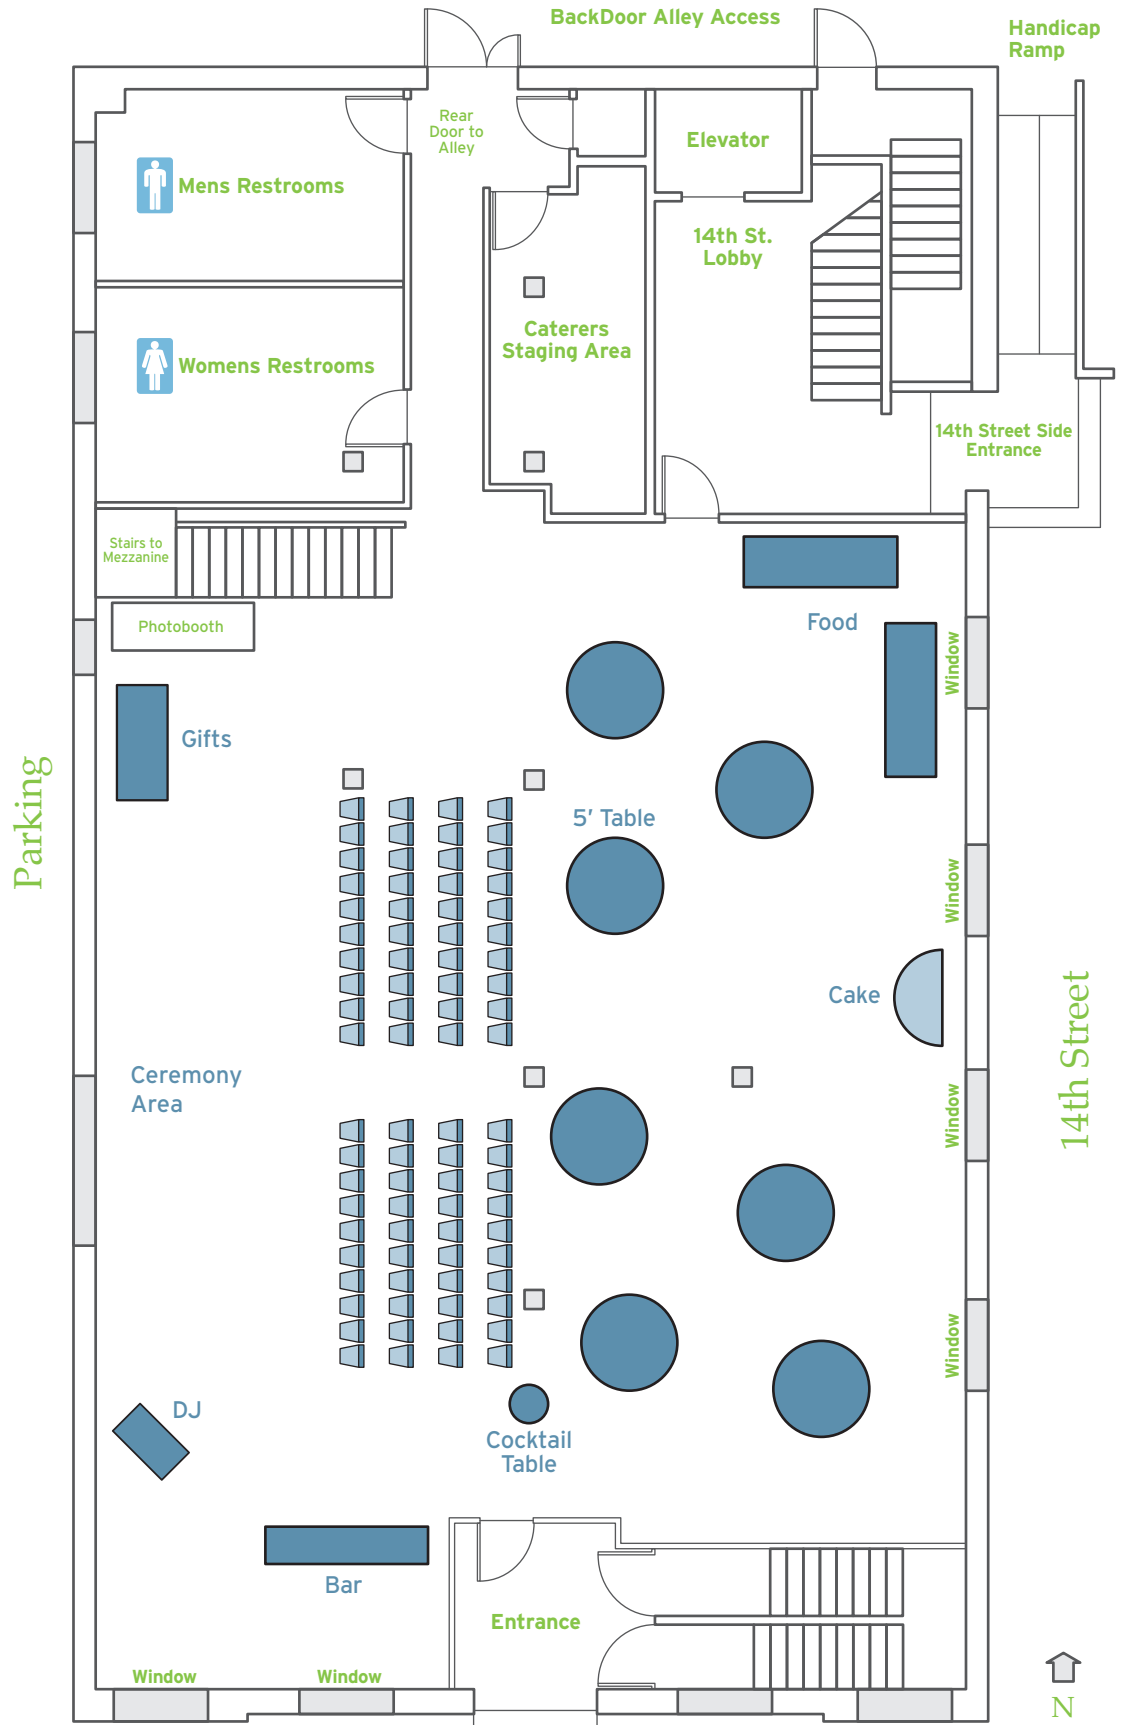 BackDoor Alley Access
Handicap
Ramp
Rear
Door to
Alley
Elevator
Mens Restrooms
14th St.
Lobby
Caterers
Staging Area
Womens Restrooms
14th Street Side
Entrance
Stairs to
Mezzanine
Photobooth
Food
Window
Gifts
Parking
5′ Table
Window
Cake
14th Street
Ceremony
Area
Window
Window
DJ
Cocktail
Table
Bar
Entrance
Window
Window
N